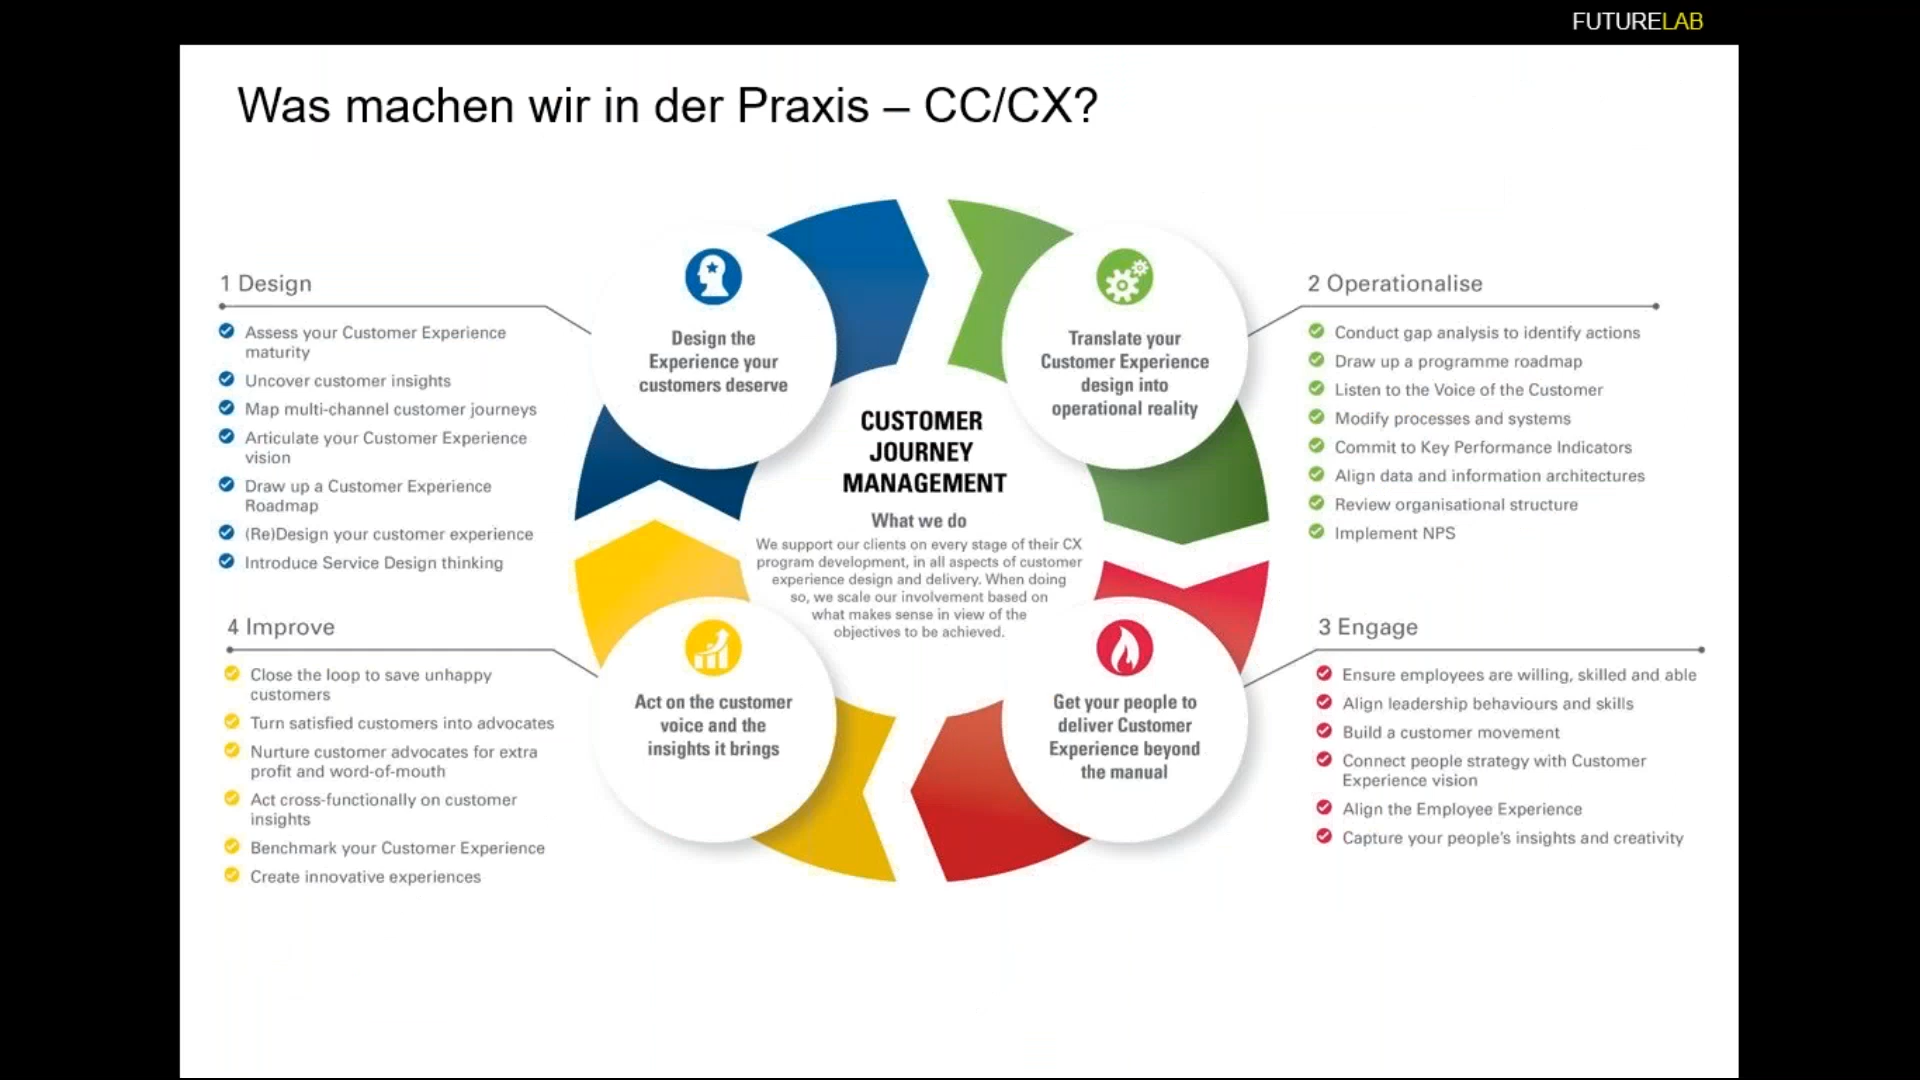 FUTURELAB
Was machen wir in der Praxis – CC/CX?
1 Design
Assess your Customer Experience
maturity
Uncover customer insights
Map multi-channel customer journeys
Articulate your Customer Experience
vision
Draw up a Customer Experience
Roadmap
(Re)Design your customer experience
Introduce Service Design thinking
Design the
Experience your
customers deserve
Translate your
Customer Experience
design into
operational reality
2 Operationalise
Conduct gap analysis to identify actions
Draw up a programme roadmap
Listen to the Voice of the Customer
Modify processes and systems
Commit to Key Performance Indicators
Align data and information architectures
Review organisational structure
Implement NPS
CUSTOMER
JOURNEY
MANAGEMENT
What we do
We support our clients on every stage of their CX
program development, in all aspects of customer
experience design and delivery. When doing
so, we scale our involvement based on
what makes sense in view of the
objectives to be achieved.
3 Engage
Ensure employees are willing, skilled and able
Align leadership behaviours and skills
Build a customer movement
Connect people strategy with Customer
Experience vision
Align the Employee Experience
Capture your people's insights and creativity
Get your people to
deliver Customer
Experience beyond
the manual
4 Improve
Close the loop to save unhappy
customers
Turn satisfied customers into advocates
Nurture customer advocates for extra
profit and word-of-mouth
Act cross-functionally on customer
insights
Benchmark your Customer Experience
Create innovative experiences
Act on the customer
voice and the
insights it brings